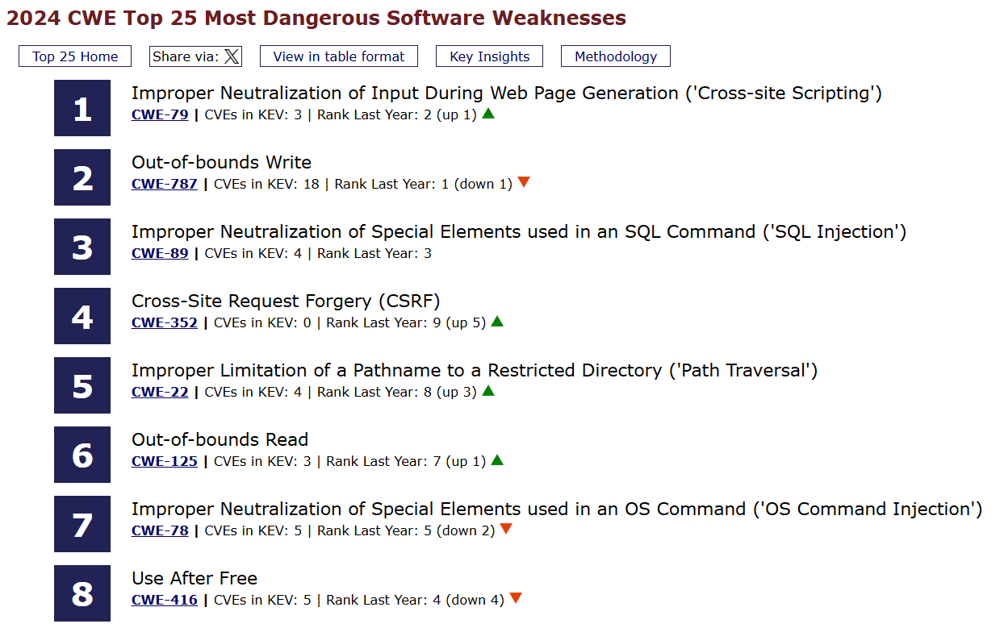 2024 CWE Top 25 Most Dangerous Software Weaknesses
Top 25 Home Share via: X View in table format Key Insights Methodology
1 Improper Neutralization of Input During Web Page Generation ('Cross-site Scripting')
CWE-79 | CVEs in KEV: 3 | Rank Last Year: 2 (up 1) ▲
2 Out-of-bounds Write
CWE-787 | CVEs in KEV: 18 | Rank Last Year: 1 (down 1) ▼
3 Improper Neutralization of Special Elements used in an SQL Command ('SQL Injection')
CWE-89 | CVEs in KEV: 4 | Rank Last Year: 3
4 Cross-Site Request Forgery (CSRF)
CWE-352 | CVEs in KEV: 0 | Rank Last Year: 9 (up 5) ▲
5 Improper Limitation of a Pathname to a Restricted Directory ('Path Traversal')
CWE-22 | CVEs in KEV: 4 | Rank Last Year: 8 (up 3) ▲
6 Out-of-bounds Read
CWE-125 | CVEs in KEV: 3 | Rank Last Year: 7 (up 1) ▲
7 Improper Neutralization of Special Elements used in an OS Command ('OS Command Injection')
CWE-78 | CVEs in KEV: 5 | Rank Last Year: 5 (down 2) ▼
8 Use After Free
CWE-416 | CVEs in KEV: 5 | Rank Last Year: 4 (down 4) ▼